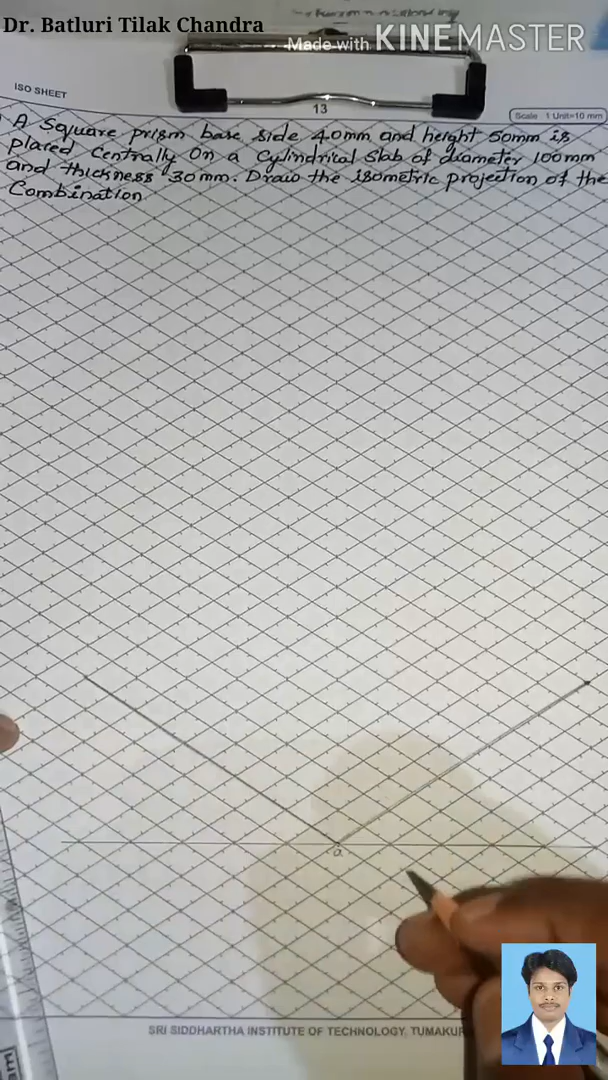 Dr. Batluri Tilak Chandra
Made with KINEMASTER
ISO SHEET
13
Scale 1 Unit=10 mm
A Square prism base side 40mm and height 50mm is
placed Centrally On a Cylindrical Slab of diameter 100mm
and thickness 30mm. Draw the isometric projection of the
Combination
a
SRI SIDDHARTHA INSTITUTE OF TECHNOLOGY, TUMAKUR